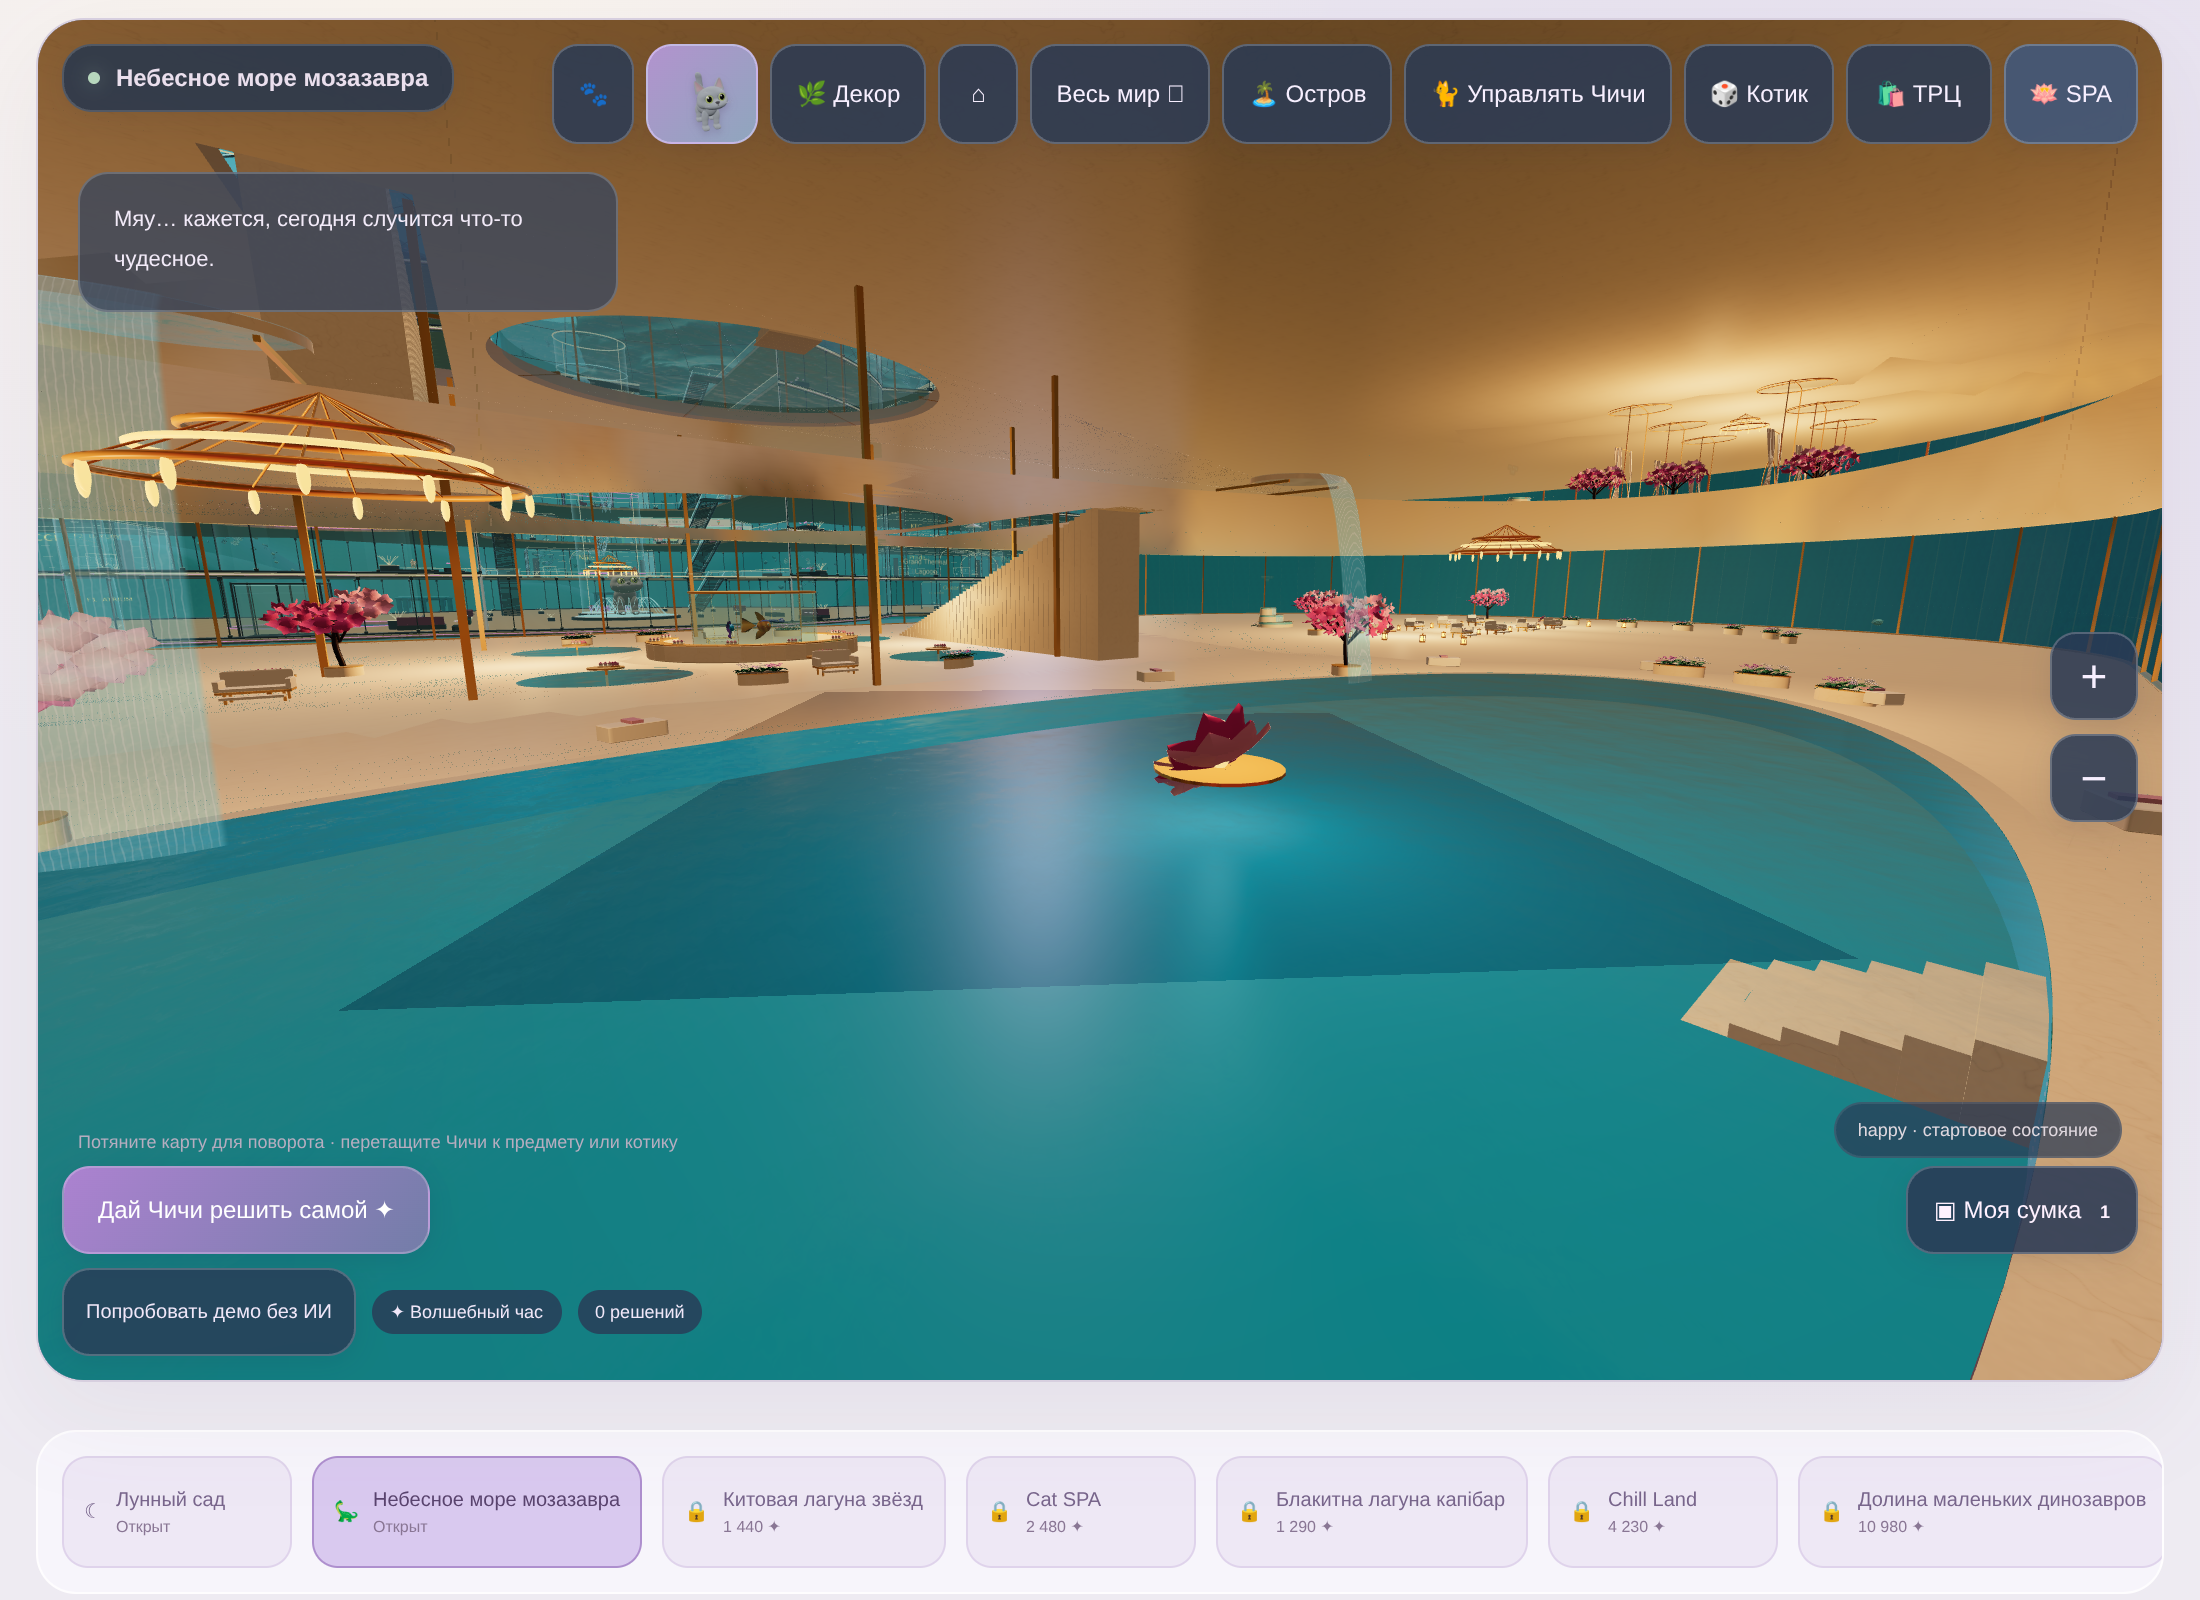 Небесное море мозазавра
Декор
Весь мир
Остров
Управлять Чичи
Котик
ТРЦ
SPA
Мяу… кажется, сегодня случится что-то
чудесное.
+
−
Потяните карту для поворота · перетащите Чичи к предмету или котику
happy · стартовое состояние
Дай Чичи решить самой ✦
Моя сумка 1
Попробовать демо без ИИ
✦ Волшебный час
0 решений
Лунный сад
Открыт
Небесное море мозазавра
Открыт
Китовая лагуна звёзд
1 440 ✦
Cat SPA
2 480 ✦
Блакитна лагуна капібар
1 290 ✦
Chill Land
4 230 ✦
Долина маленьких динозавров
10 980 ✦